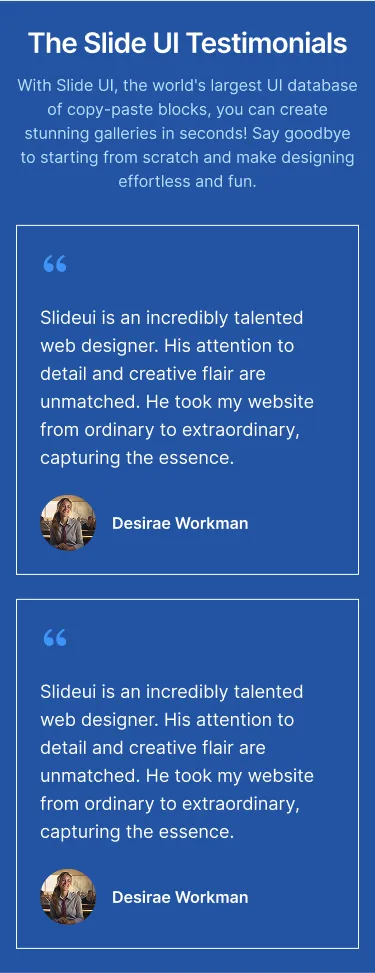 The Slide UI Testimonials
With Slide UI, the world's largest UI database
of copy-paste blocks, you can create
stunning galleries in seconds! Say goodbye
to starting from scratch and make designing
effortless and fun.
“
Slideui is an incredibly talented
web designer. His attention to
detail and creative flair are
unmatched. He took my website
from ordinary to extraordinary,
capturing the essence.
Desirae Workman
“
Slideui is an incredibly talented
web designer. His attention to
detail and creative flair are
unmatched. He took my website
from ordinary to extraordinary,
capturing the essence.
Desirae Workman